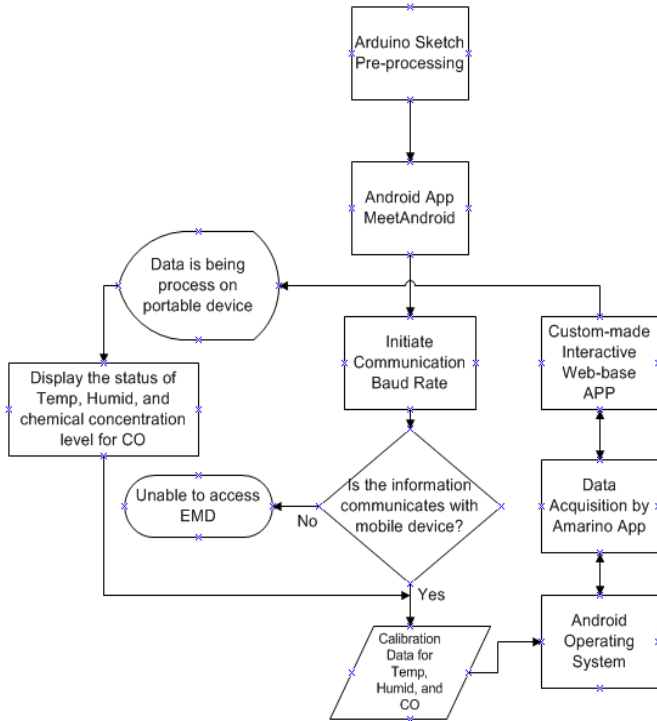 Arduino Sketch
Pre-processing
Android App
MeetAndroid
Data is being
process on
portable device
Initiate
Communication
Baud Rate
Custom-made
Interactive
Web-base
APP
Display the status of
Temp, Humid, and
chemical concentration
level for CO
Is the information
communicates with
mobile device?
Unable to access
EMD
No
Data
Acquisition by
Amarino App
Yes
Calibration
Data for
Temp,
Humid, and
CO
Android
Operating
System